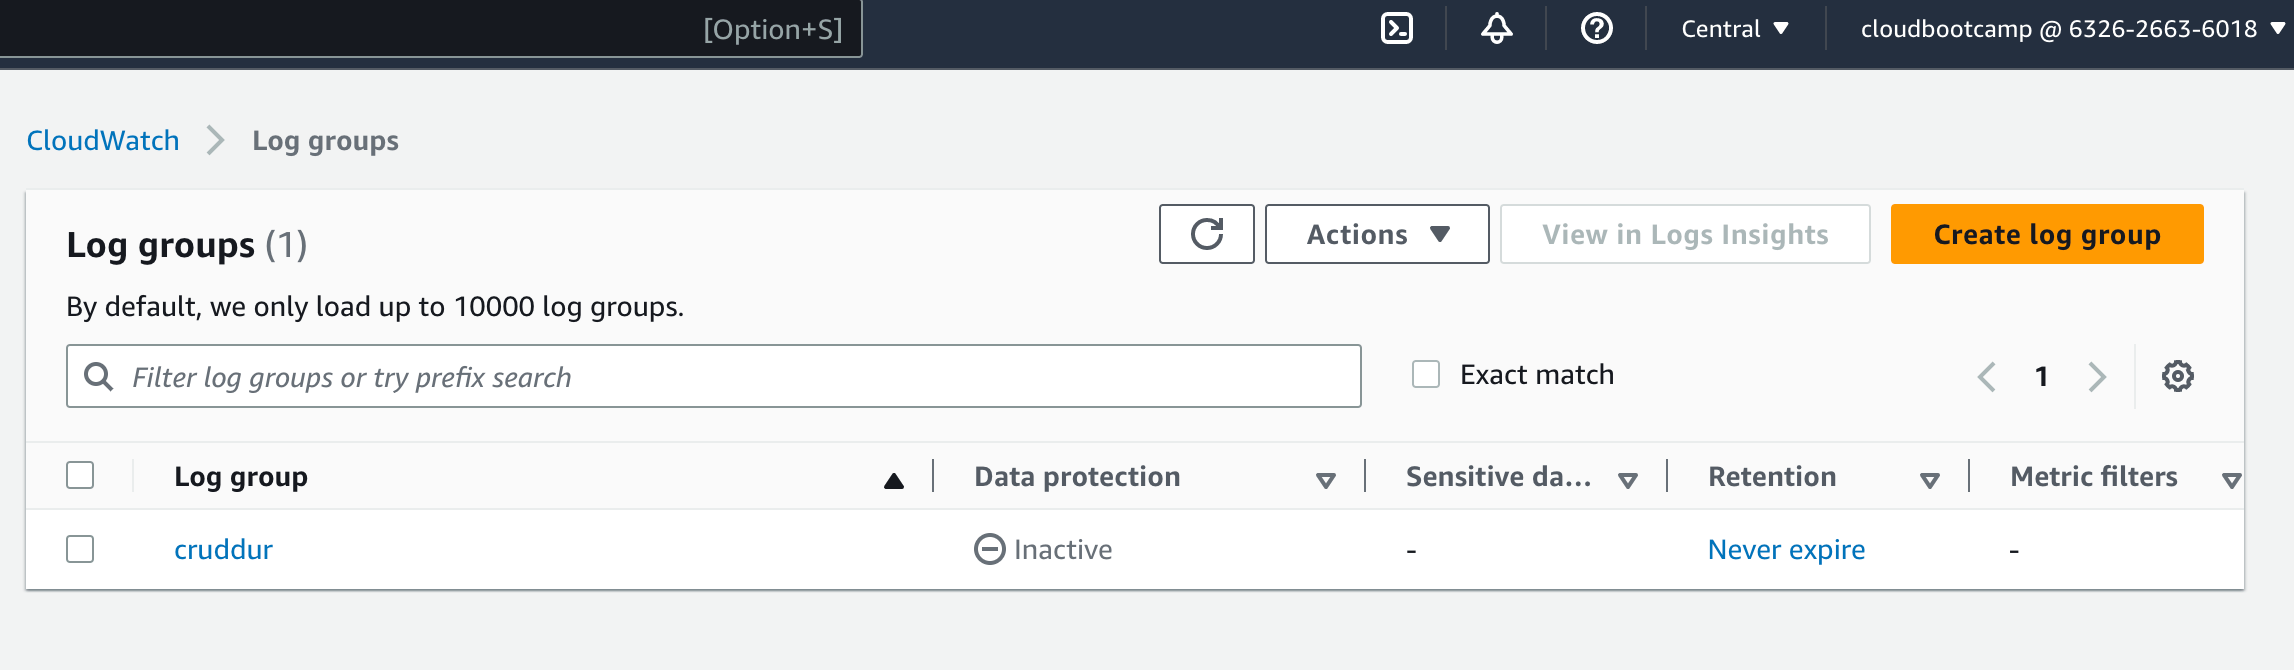 [Option+S] Central cloudbootcamp @ 6326-2663-6018
CloudWatch Log groups
Log groups (1) Actions View in Logs Insights Create log group
By default, we only load up to 10000 log groups.
Filter log groups or try prefix search Exact match 1
Log group Data protection Sensitive da... Retention Metric filters
cruddur Inactive - Never expire -